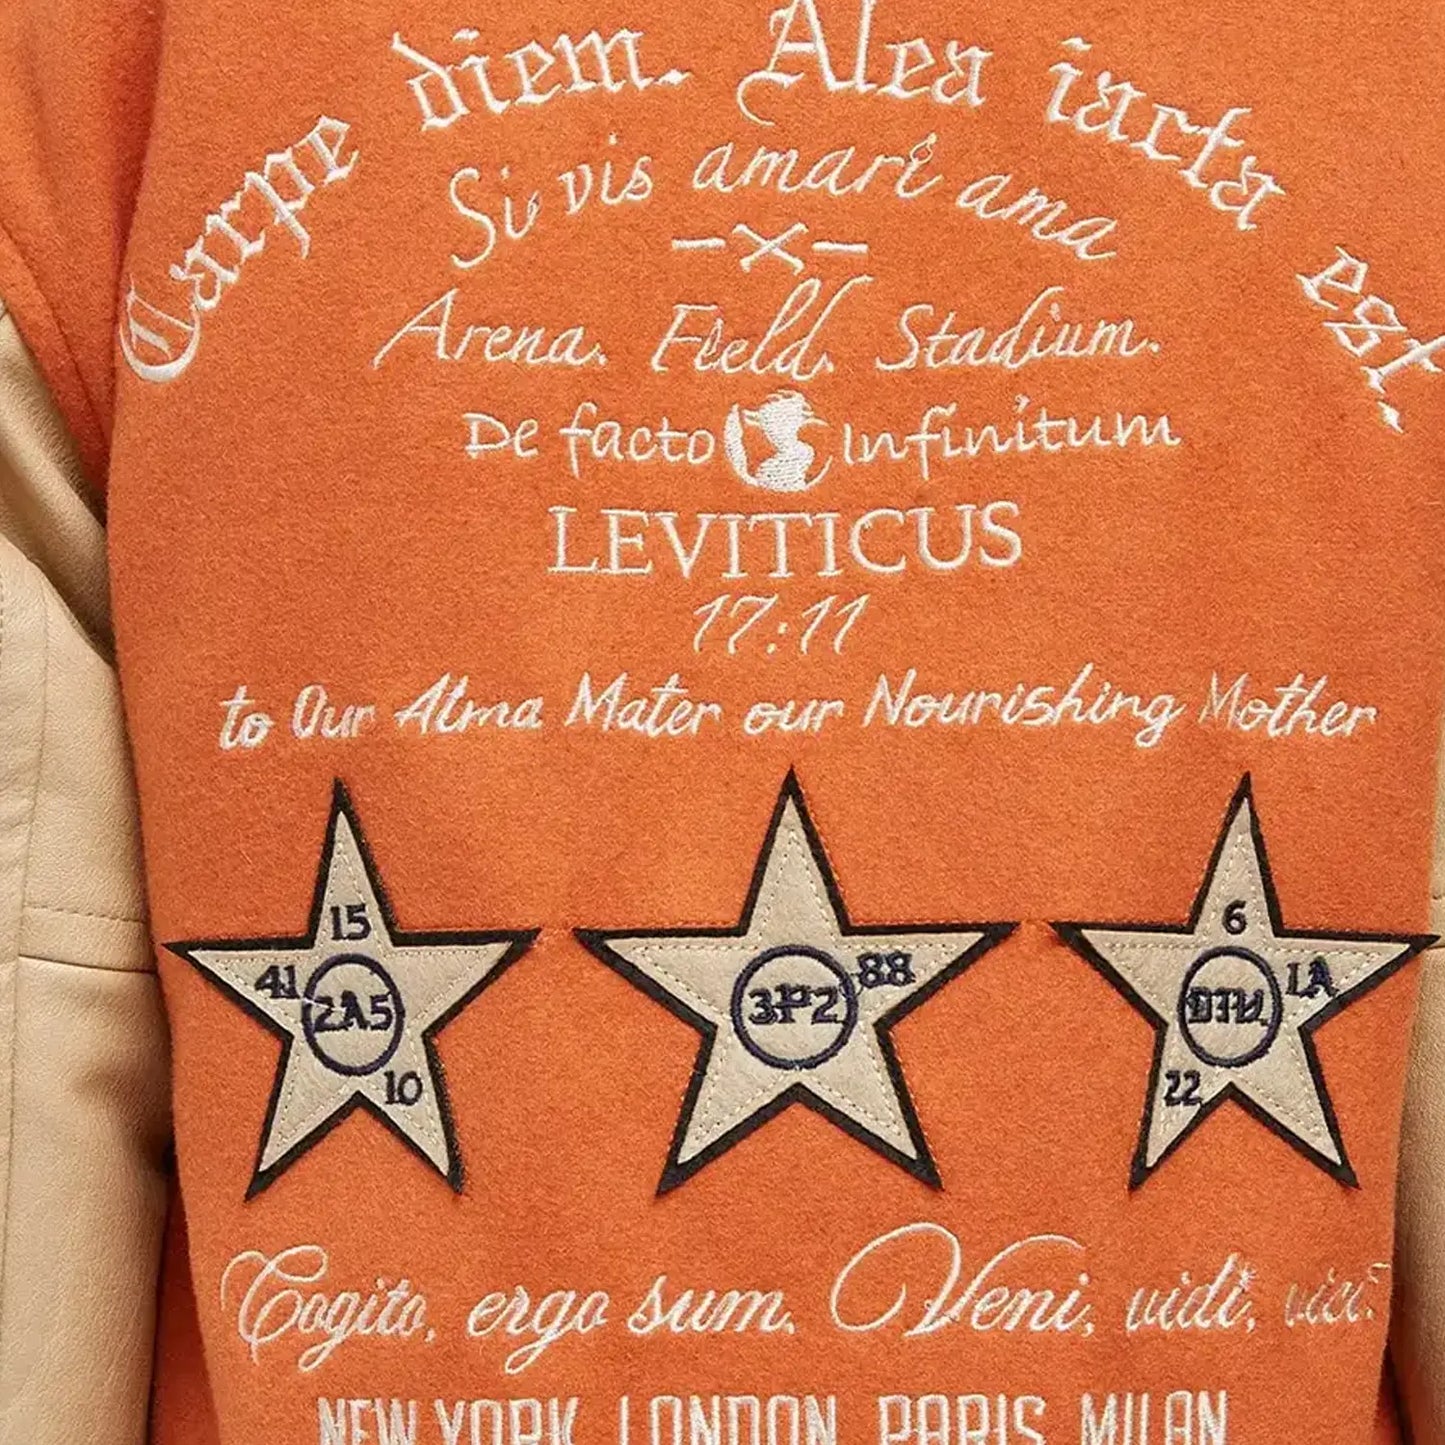 Carpe diem. Alea iacta est.
Si vis amari ama
Arena. Field. Stadium.
De facto Infinitum
LEVITICUS
17:11
to Our Alma Mater our Nourishing Mother
15
41 2A5
10
3P2 88
6
LA
22
Cogito, ergo sum. Veni, vidi, vici.
NEW YORK LONDON PARIS MILAN